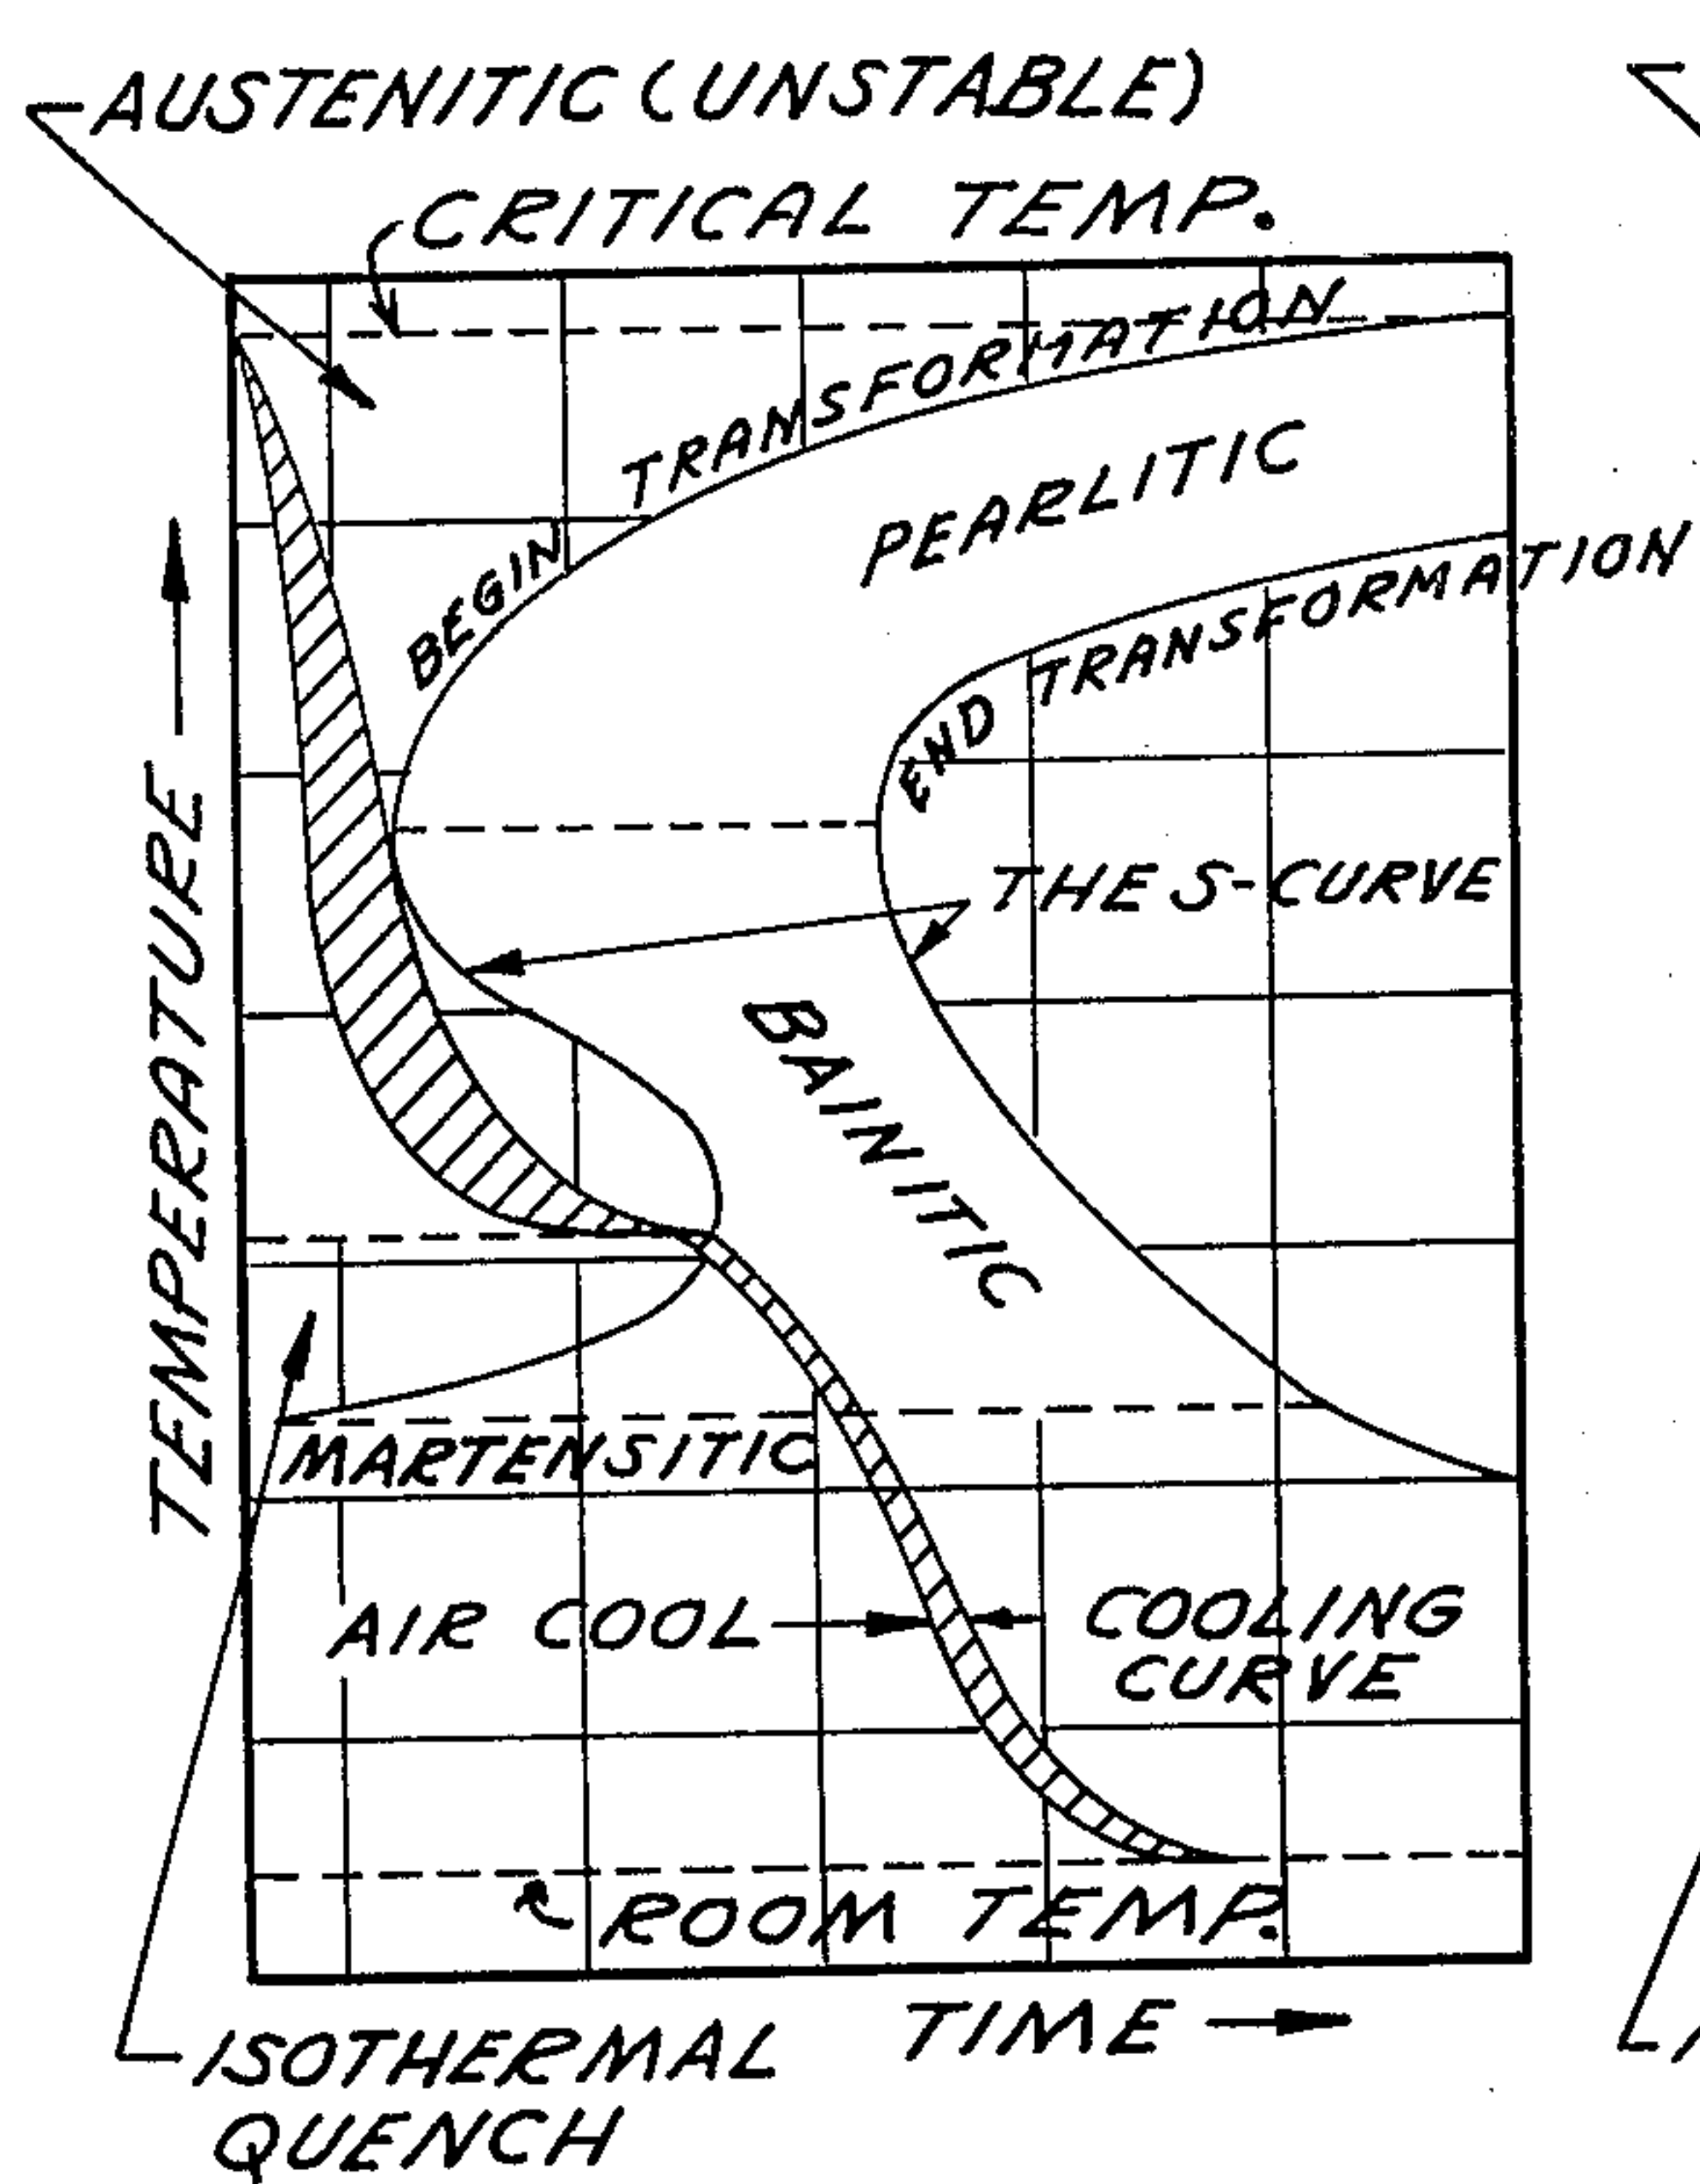 AUSTENITIC (UNSTABLE)
CRITICAL TEMP.
BEGIN TRANSFORMATION
PEARLITIC
END TRANSFORMATION
THE S-CURVE
BAINITIC
TEMPERATURE
MARTENSITIC
AIR COOL
COOLING
CURVE
ROOM TEMP.
TIME
ISOTHERMAL
QUENCH